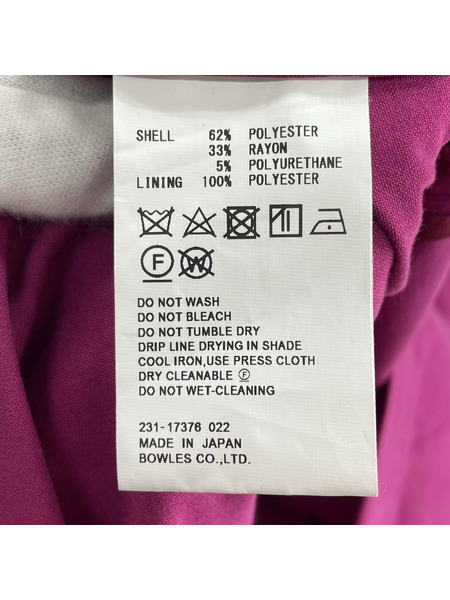 SHELL 62% POLYESTER
33% RAYON
5% POLYURETHANE
LINING 100% POLYESTER
F W
DO NOT WASH
DO NOT BLEACH
DO NOT TUMBLE DRY
DRIP LINE DRYING IN SHADE
COOL IRON,USE PRESS CLOTH
DRY CLEANABLE Ⓕ
DO NOT WET-CLEANING
231-17376 022
MADE IN JAPAN
BOWLES CO.,LTD.